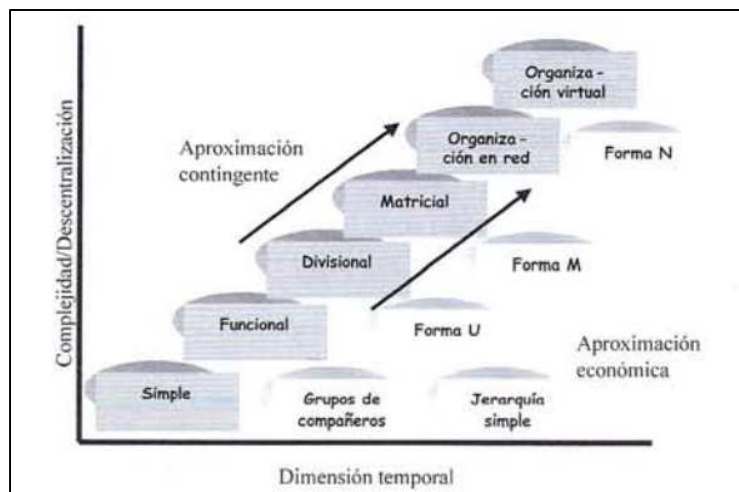 Complejidad/Descentralización
Organiza -
ción virtual
Aproximación
contingente
Organiza -
ción en red
Forma N
Matricial
Divisional
Forma M
Funcional
Forma U
Aproximación
económica
Simple
Grupos de
compañeros
Jerarquía
simple
Dimensión temporal